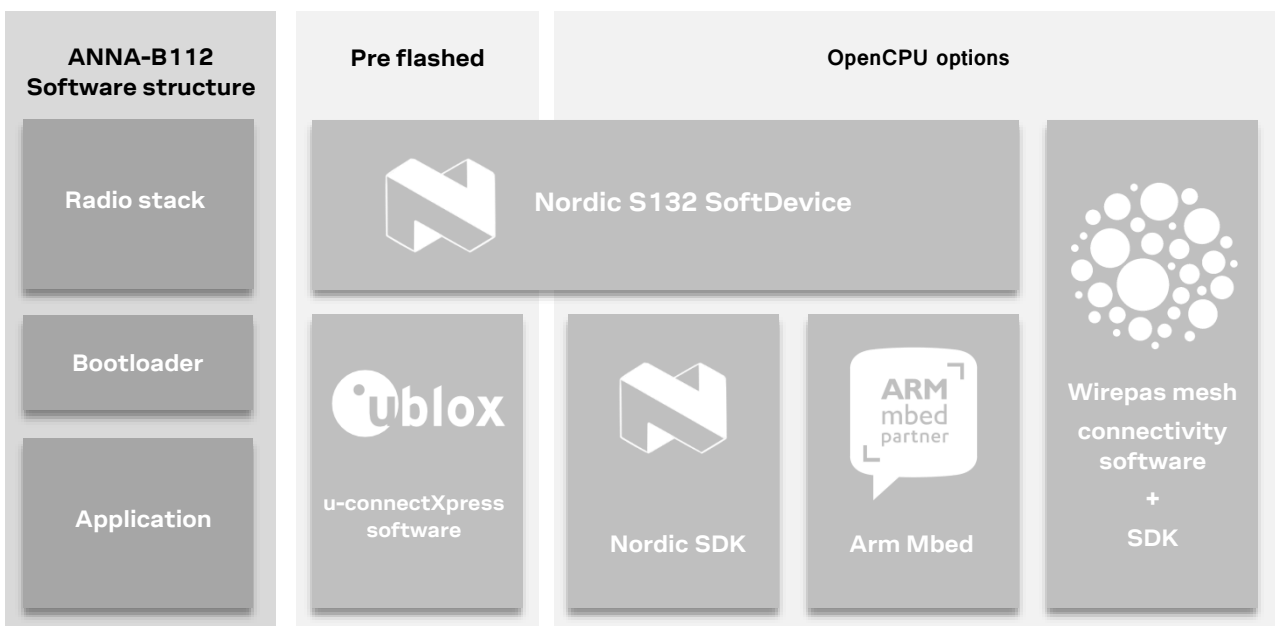 ANNA-B112
Software structure
Radio stack
Bootloader
Application
Pre flashed
OpenCPU options
Nordic S132 SoftDevice
ublox
u-connectXpress
software
Nordic SDK
ARM
mbed
partner
Arm Mbed
Wirepas mesh
connectivity
software
+
SDK